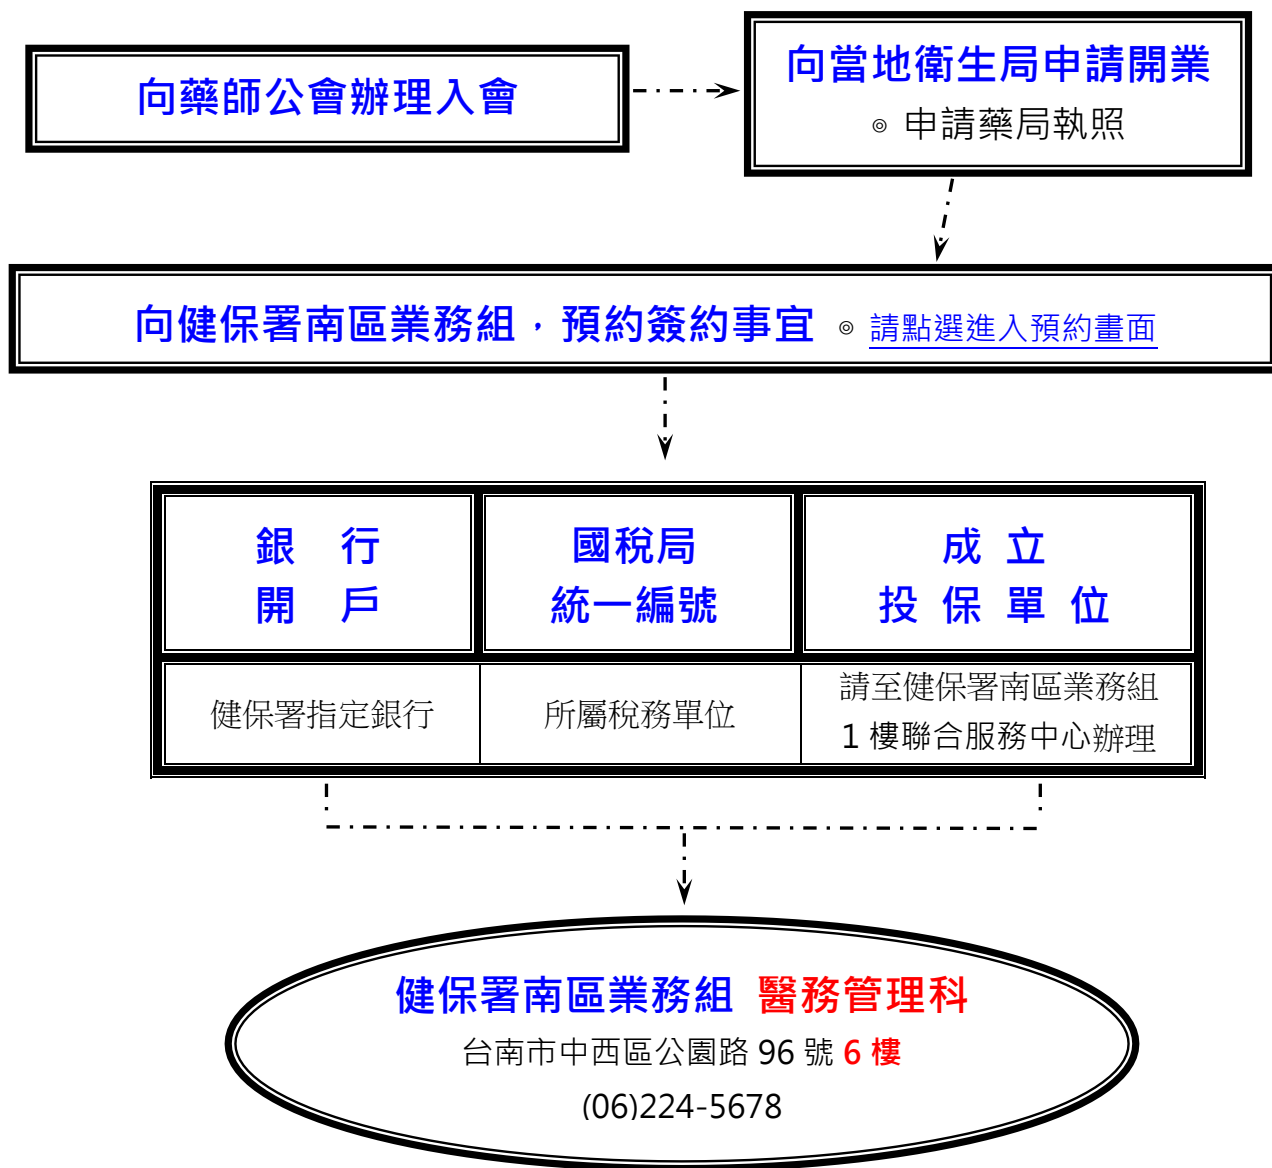 向藥師公會辦理入會
向當地衛生局申請開業
◎ 申請藥局執照
向健保署南區業務組，預約簽約事宜 ◎ 請點選進入預約畫面
銀 行
開 戶
國稅局
統一編號
成 立
投 保 單 位
健保署指定銀行
所屬稅務單位
請至健保署南區業務組
1 樓聯合服務中心辦理
健保署南區業務組 醫務管理科
台南市中西區公園路 96 號 6 樓
(06)224-5678